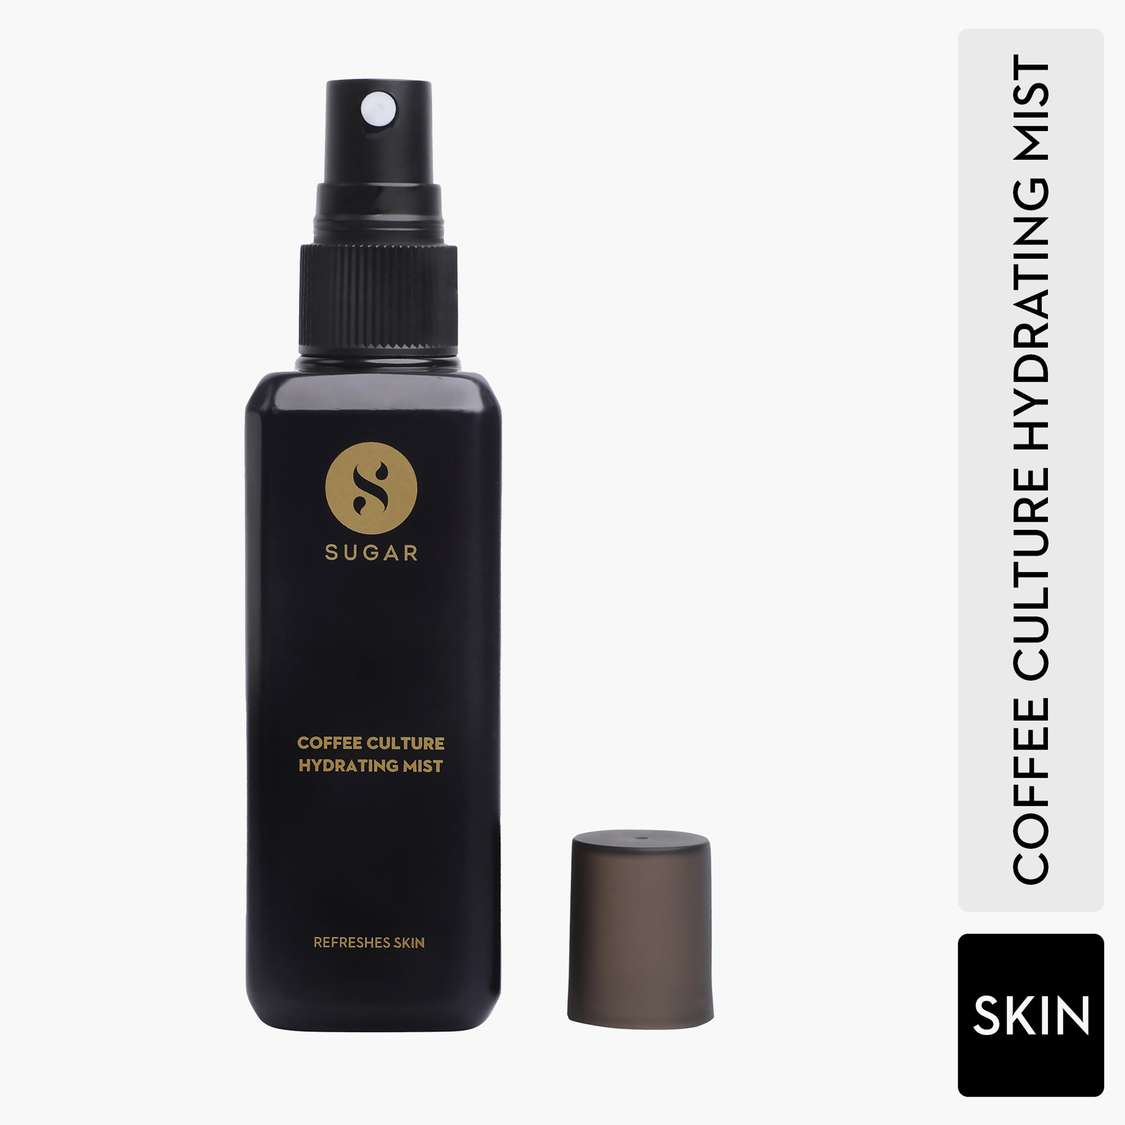 SUGAR
COFFEE CULTURE
HYDRATING MIST
REFRESHES SKIN
COFFEE CULTURE HYDRATING MIST
SKIN